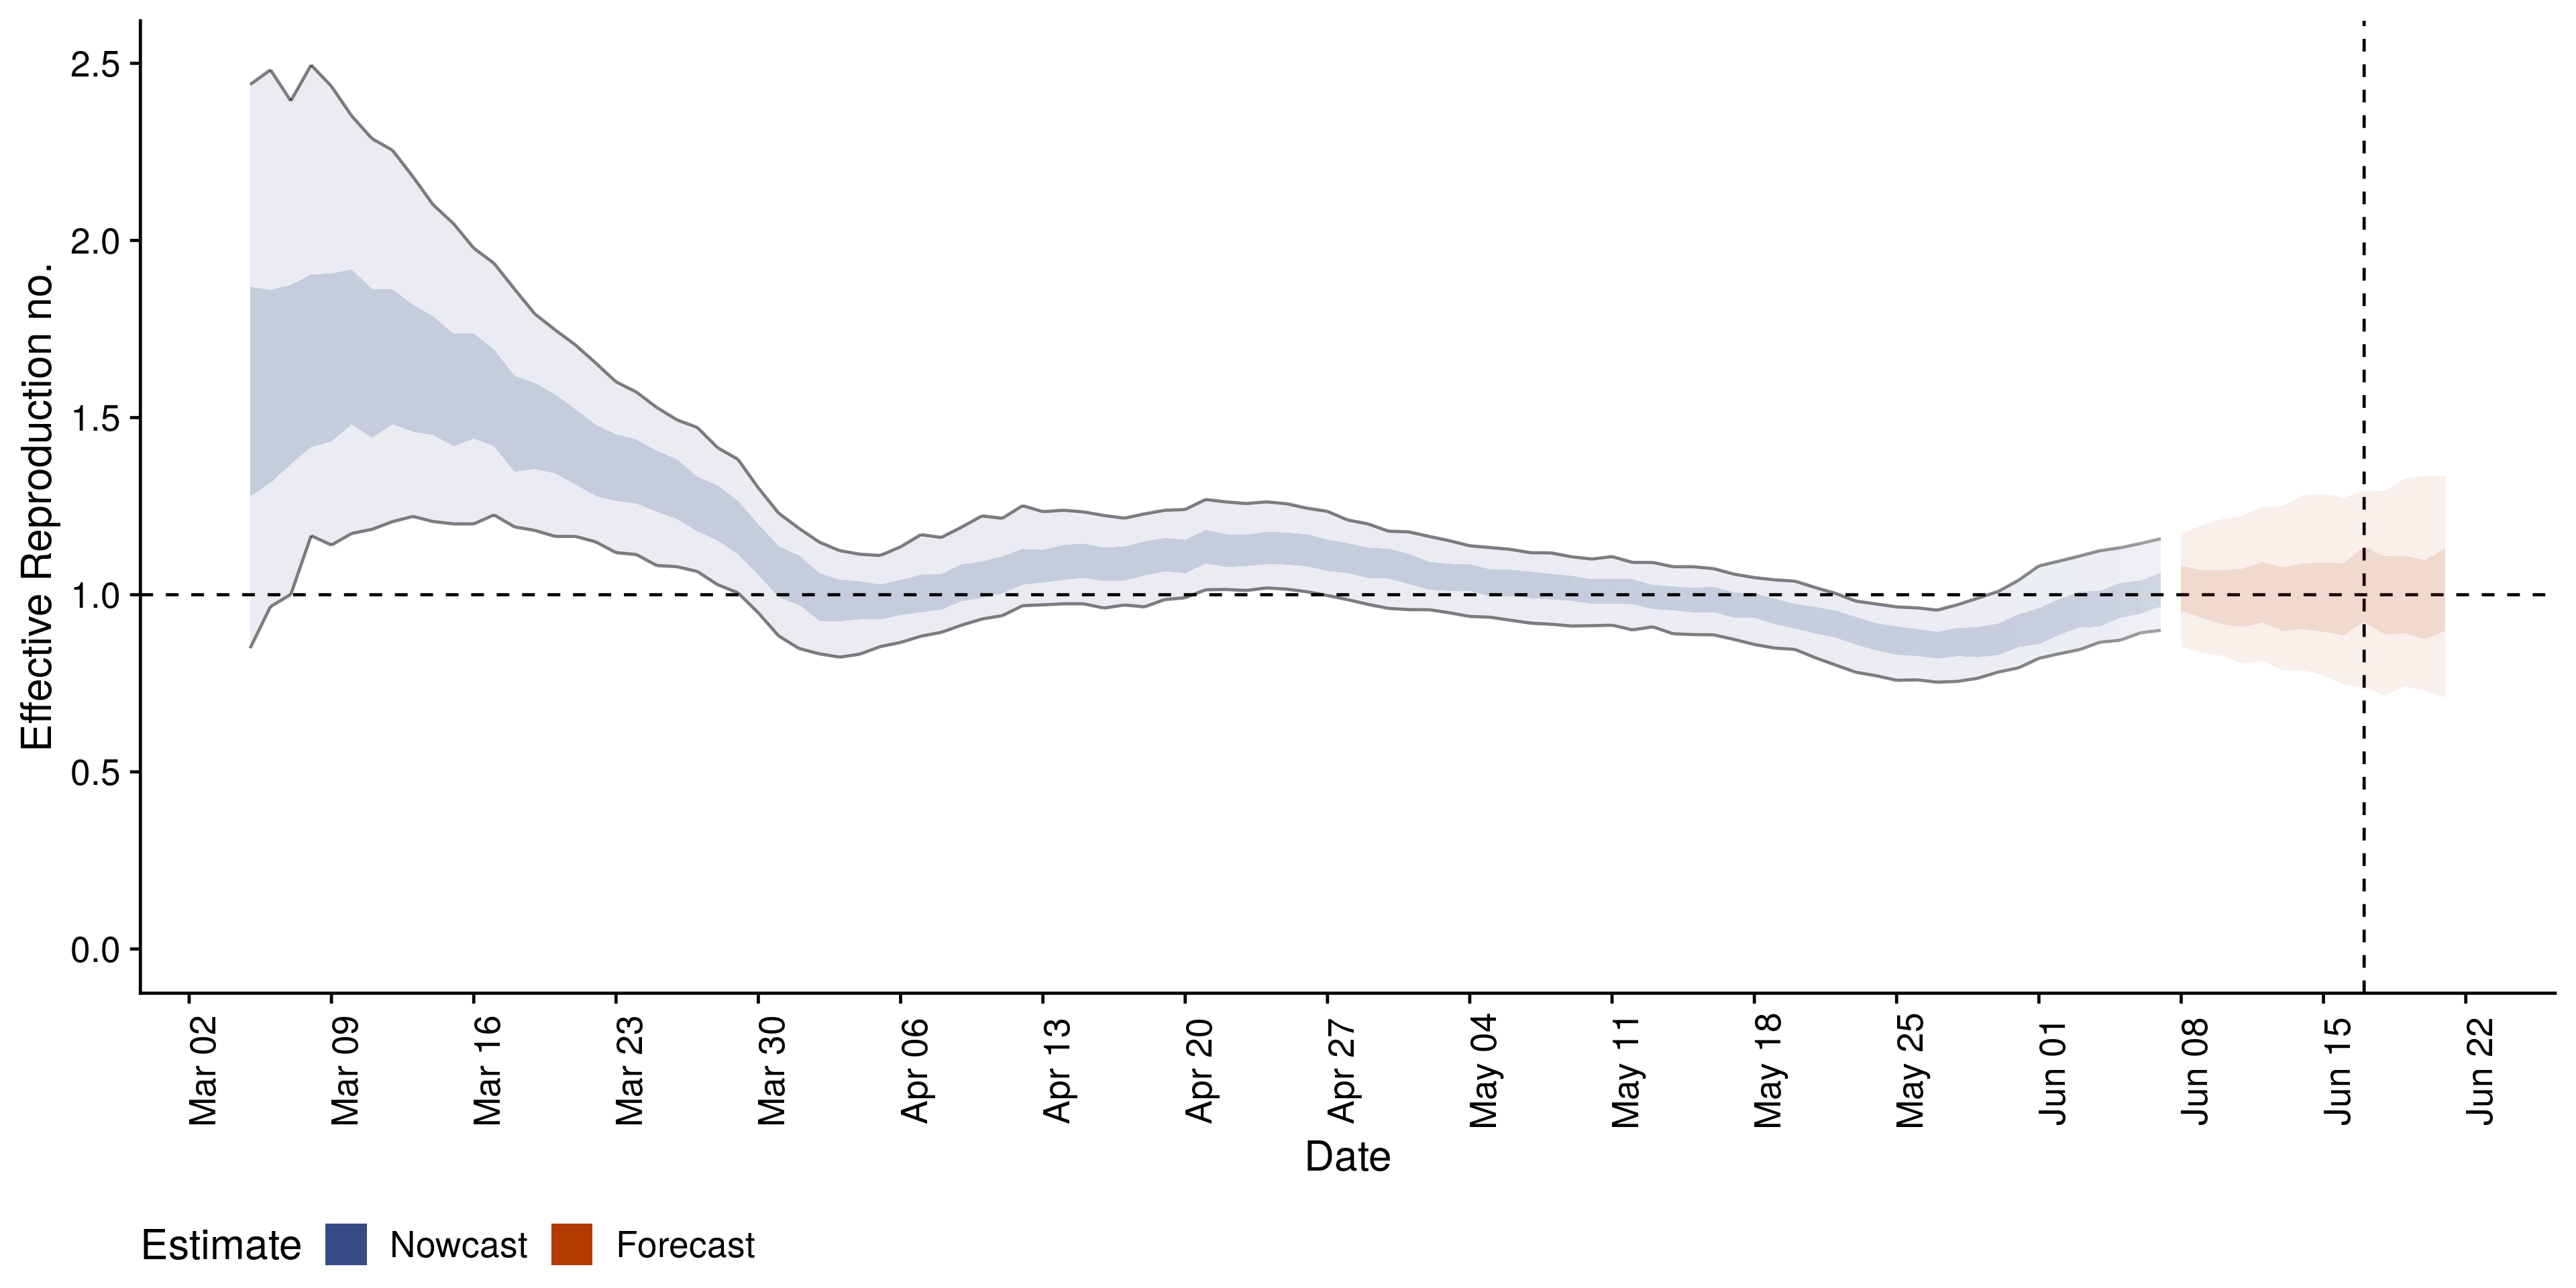 Effective Reproduction no.
2.5
2.0
1.5
1.0
0.5
0.0
Mar 02
Mar 09
Mar 16
Mar 23
Mar 30
Apr 06
Apr 13
Apr 20
Apr 27
May 04
May 11
May 18
May 25
Jun 01
Jun 08
Jun 15
Jun 22
Date
Estimate Nowcast Forecast